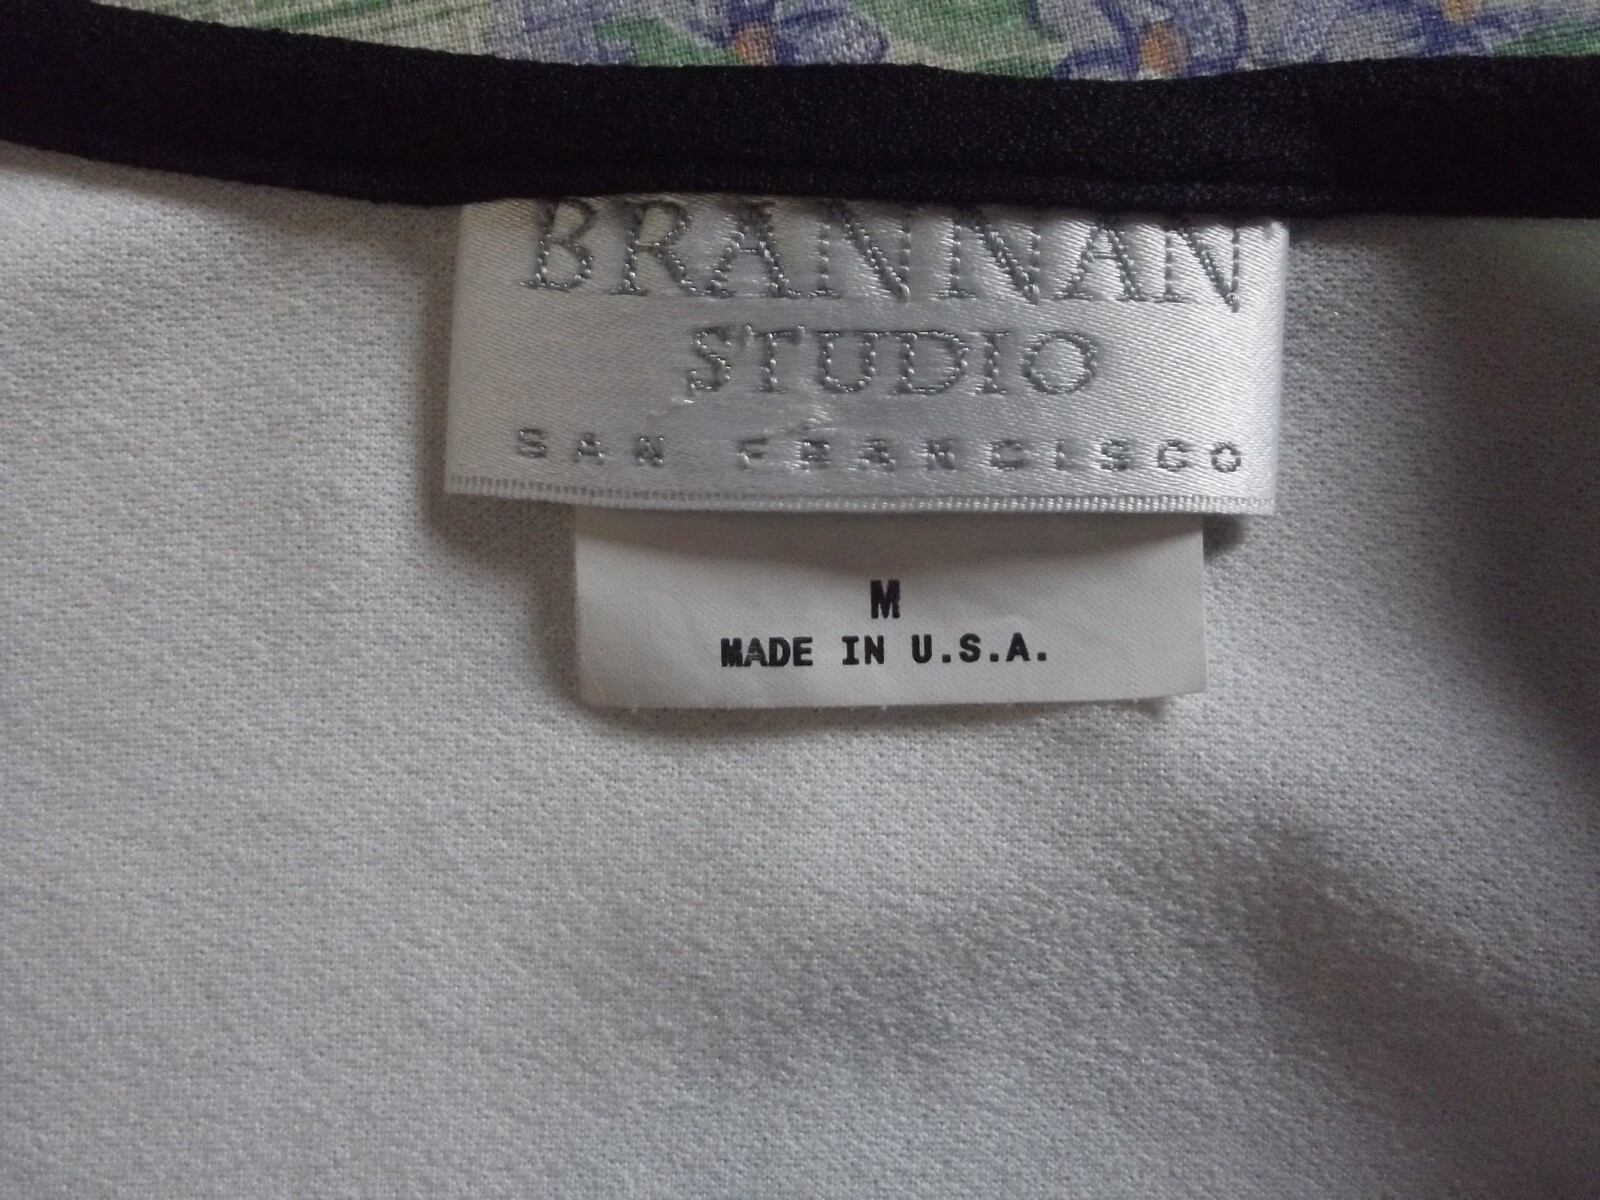 BRANNAN
STUDIO
SAN FRANCISCO
M
MADE IN U.S.A.